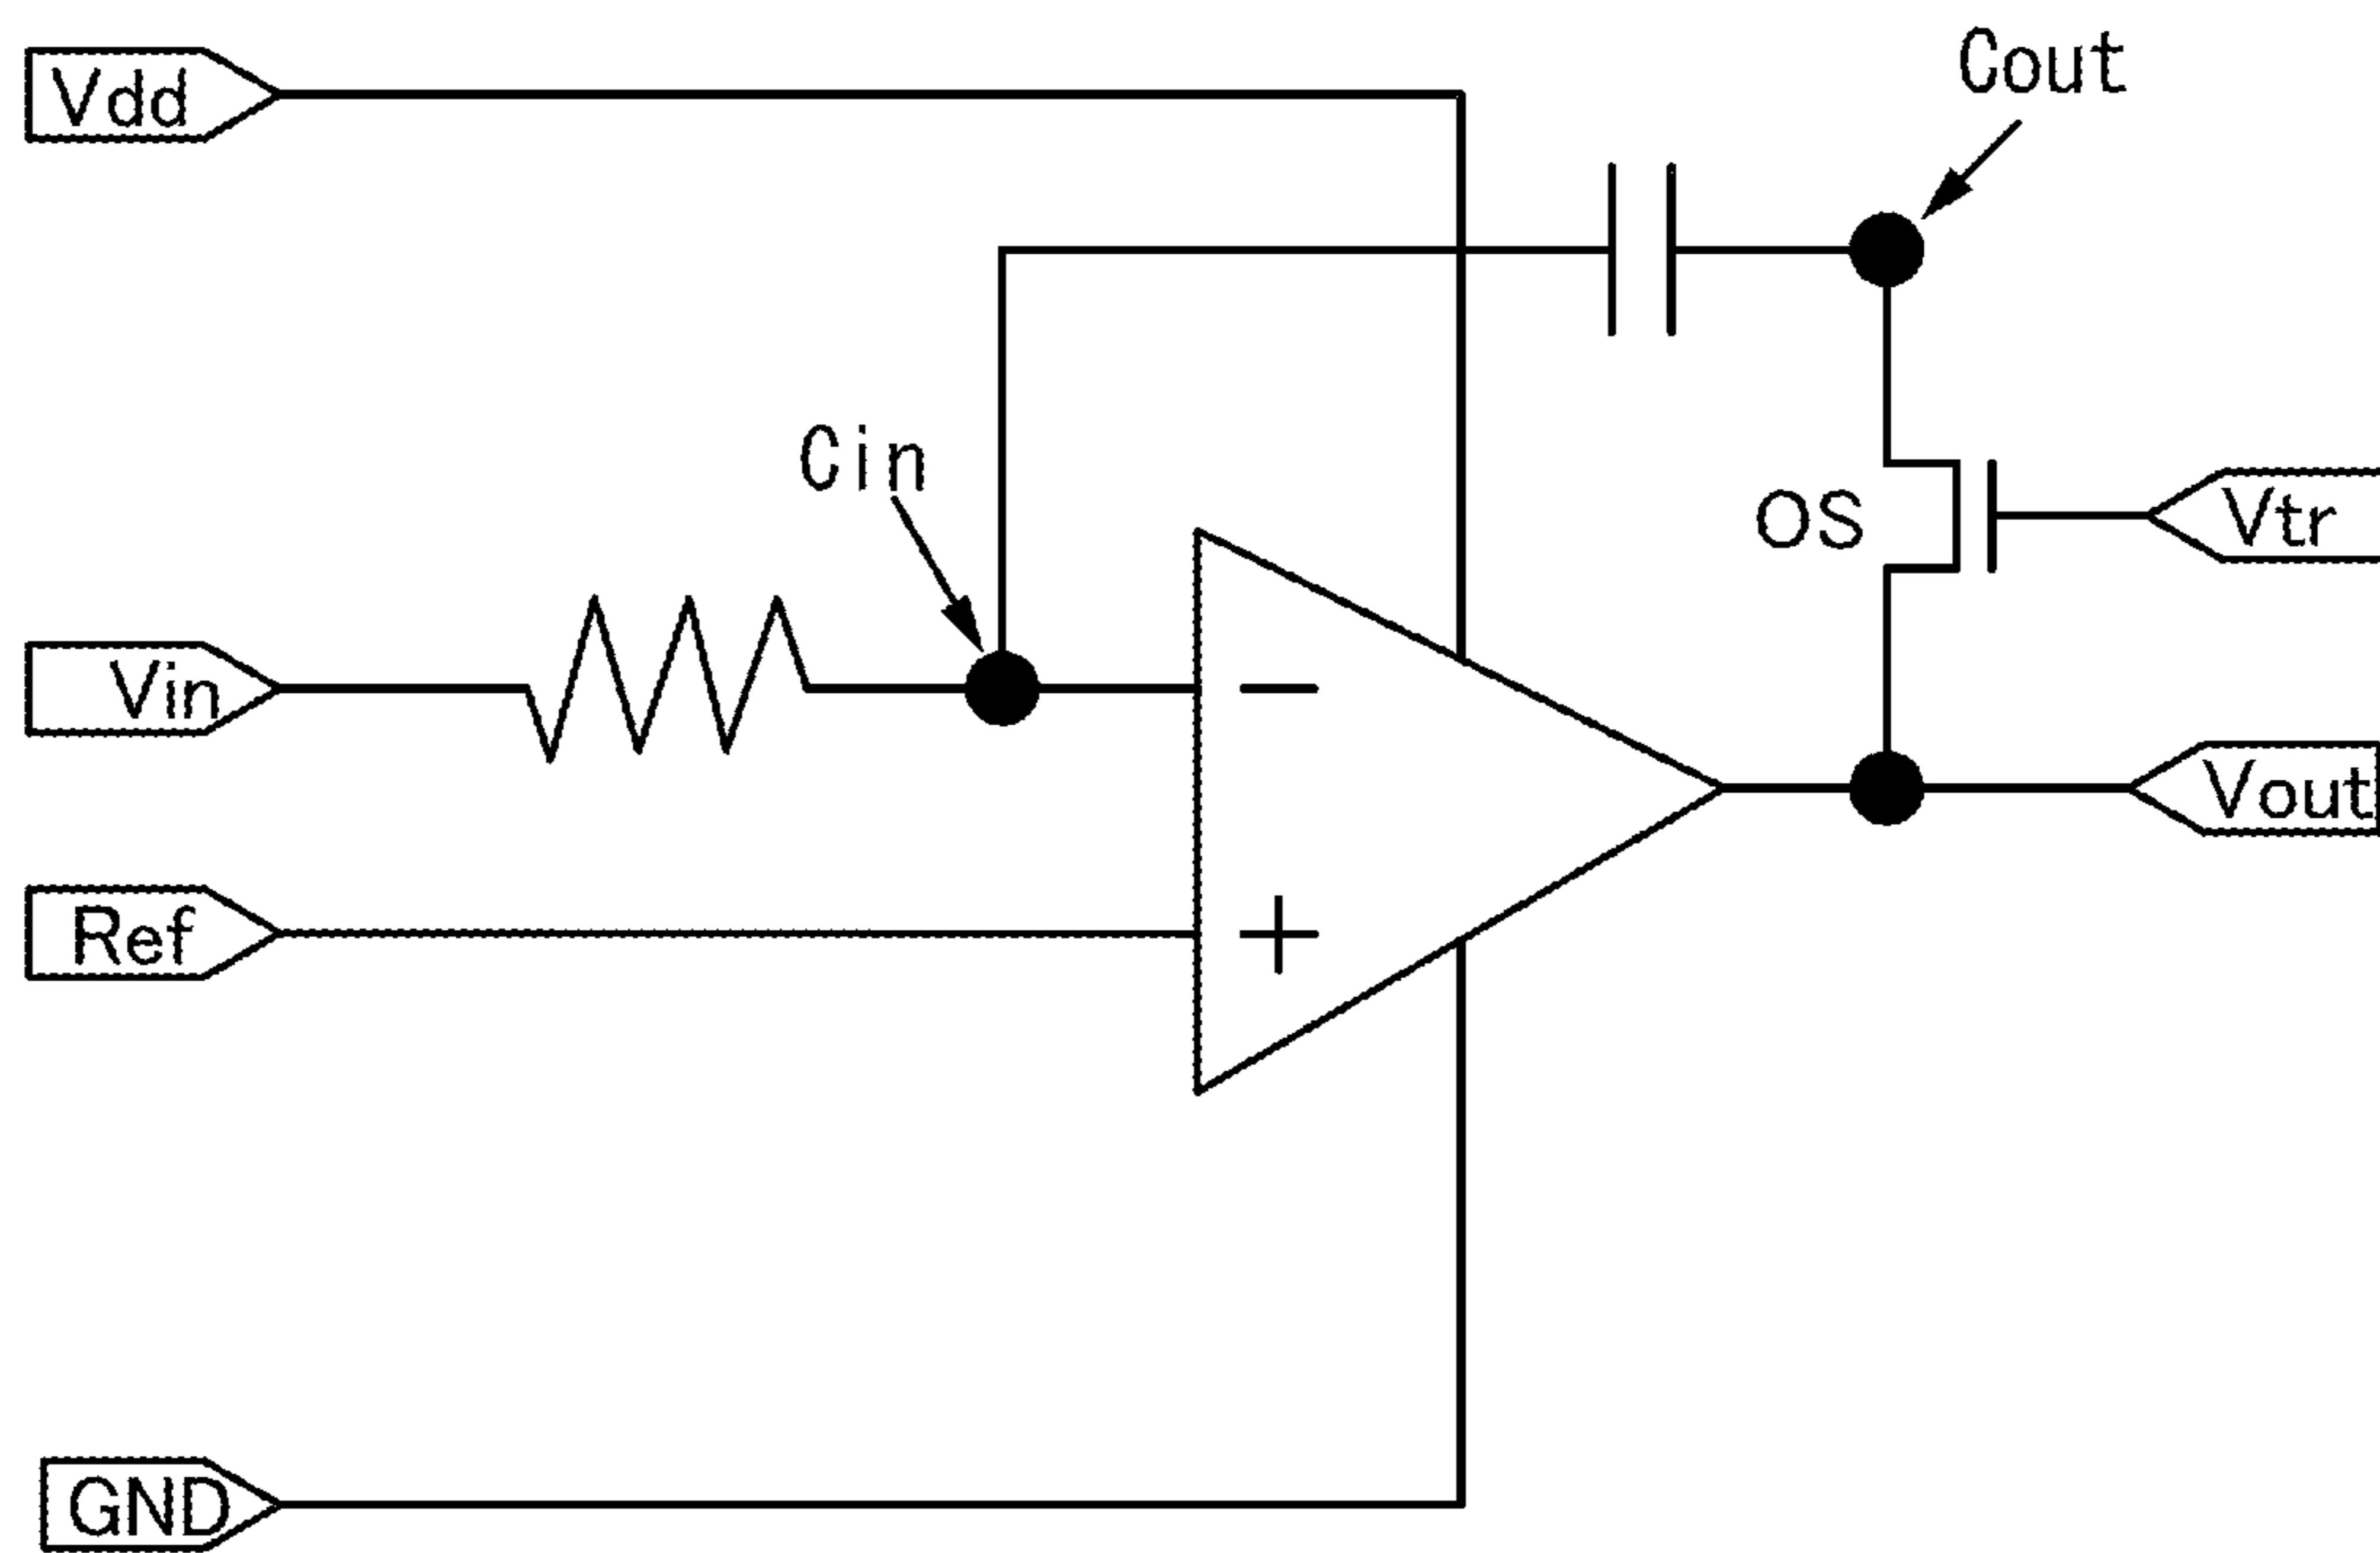 Vdd
Cout
Cin
OS
Vtr
Vin
−
Vout
Ref
+
GND